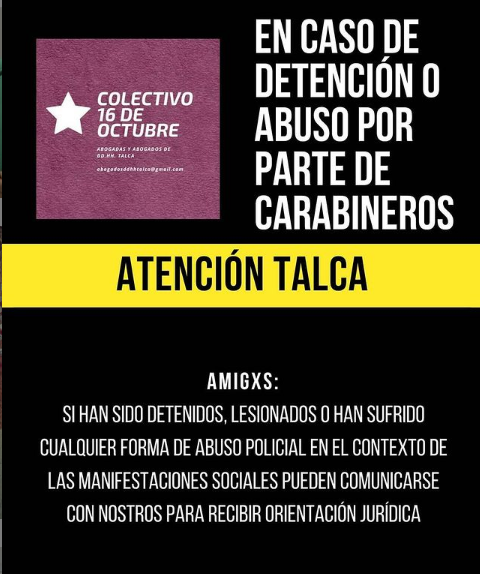 COLECTIVO
16 DE
OCTUBRE
ABOGADAS Y ABOGADOS DE
DD.HH. TALCA
abogadosddhhtalca@gmail.com
EN CASO DE
DETENCIÓN O
ABUSO POR
PARTE DE
CARABINEROS
ATENCIÓN TALCA
AMIGXS:
SI HAN SIDO DETENIDOS, LESIONADOS O HAN SUFRIDO
CUALQUIER FORMA DE ABUSO POLICIAL EN EL CONTEXTO DE
LAS MANIFESTACIONES SOCIALES PUEDEN COMUNICARSE
CON NOSTROS PARA RECIBIR ORIENTACIÓN JURÍDICA